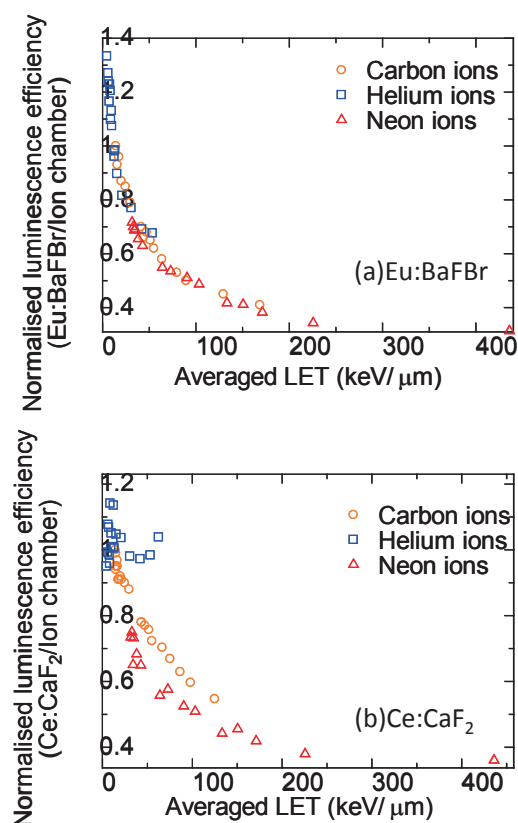 Normalised luminescence efficiency
(Eu:BaFBr/Ion chamber)
1.4
1.2
1
0.8
0.6
0.4
Carbon ions
Helium ions
Neon ions
(a)Eu:BaFBr
0 100 200 300 400
Averaged LET (keV/ μm)
Normalised luminescence efficiency
(Ce:CaF₂/Ion chamber)
1.2
1
0.8
0.6
0.4
Carbon ions
Helium ions
Neon ions
(b)Ce:CaF₂
0 100 200 300 400
Averaged LET (keV/ μm)